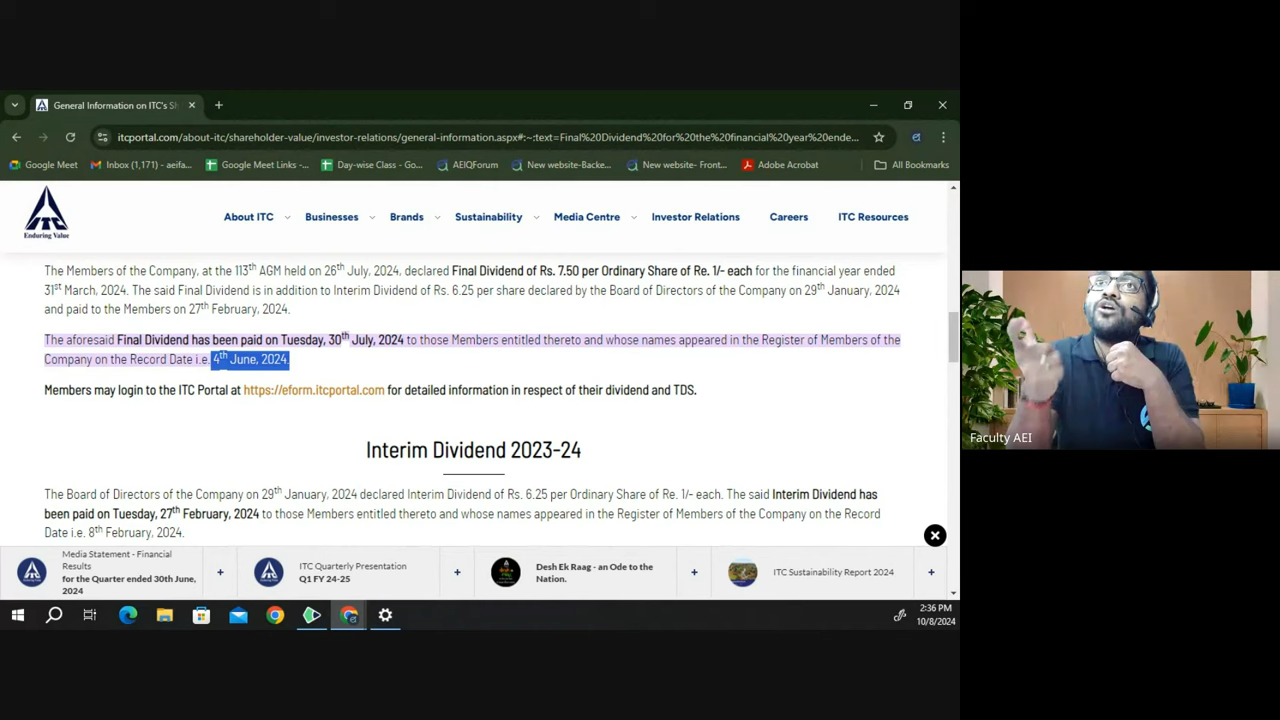 General Information on ITC's Sh
itcportal.com/about-itc/shareholder-value/investor-relations/general-information.aspx#:~:text=Final%20Dividend%20for%20the%20financial%20year%20ende...
Google Meet
Inbox (1,171) - aeifa...
Google Meet Links -...
Day-wise Class - Go...
AEIQForum
New website-Backe...
New website- Front...
Adobe Acrobat
All Bookmarks
ITC
Enduring Value
About ITC
Businesses
Brands
Sustainability
Media Centre
Investor Relations
Careers
ITC Resources
The Members of the Company, at the 113th AGM held on 26th July, 2024, declared Final Dividend of Rs. 7.50 per Ordinary Share of Re. 1/- each for the financial year ended
31st March, 2024. The said Final Dividend is in addition to Interim Dividend Rs. 6.25 per share declared by the Board of Directors of the Company on 29th January, 2024
and paid to the Members on 27th February, 2024.
The aforesaid Final Dividend has been paid on Tuesday, 30th July, 2024 to those Members entitled thereto and whose names appeared in the Register of Members of the
Company on the Record Date i.e. 4th June, 2024.
Members may login to the ITC Portal at https://eform.itcportal.com for detailed information in respect of their dividend and TDS.
Interim Dividend 2023-24
The Board of Directors of the Company on 29th January, 2024 declared Interim Dividend of Rs. 6.25 per Ordinary Share of Re. 1/- each. The said Interim Dividend has
been paid on Tuesday, 27th February, 2024 to those Members entitled thereto and whose names appeared in the Register of Members of the Company on the Record
Date i.e. 8th February, 2024.
Media Statement - Financial
Results
for the Quarter ended 30th June,
2024
ITC Quarterly Presentation
Q1 FY 24-25
Desh Ek Raag - an Ode to the
Nation.
ITC Sustainability Report 2024
2:36 PM
10/8/2024
Faculty AEI